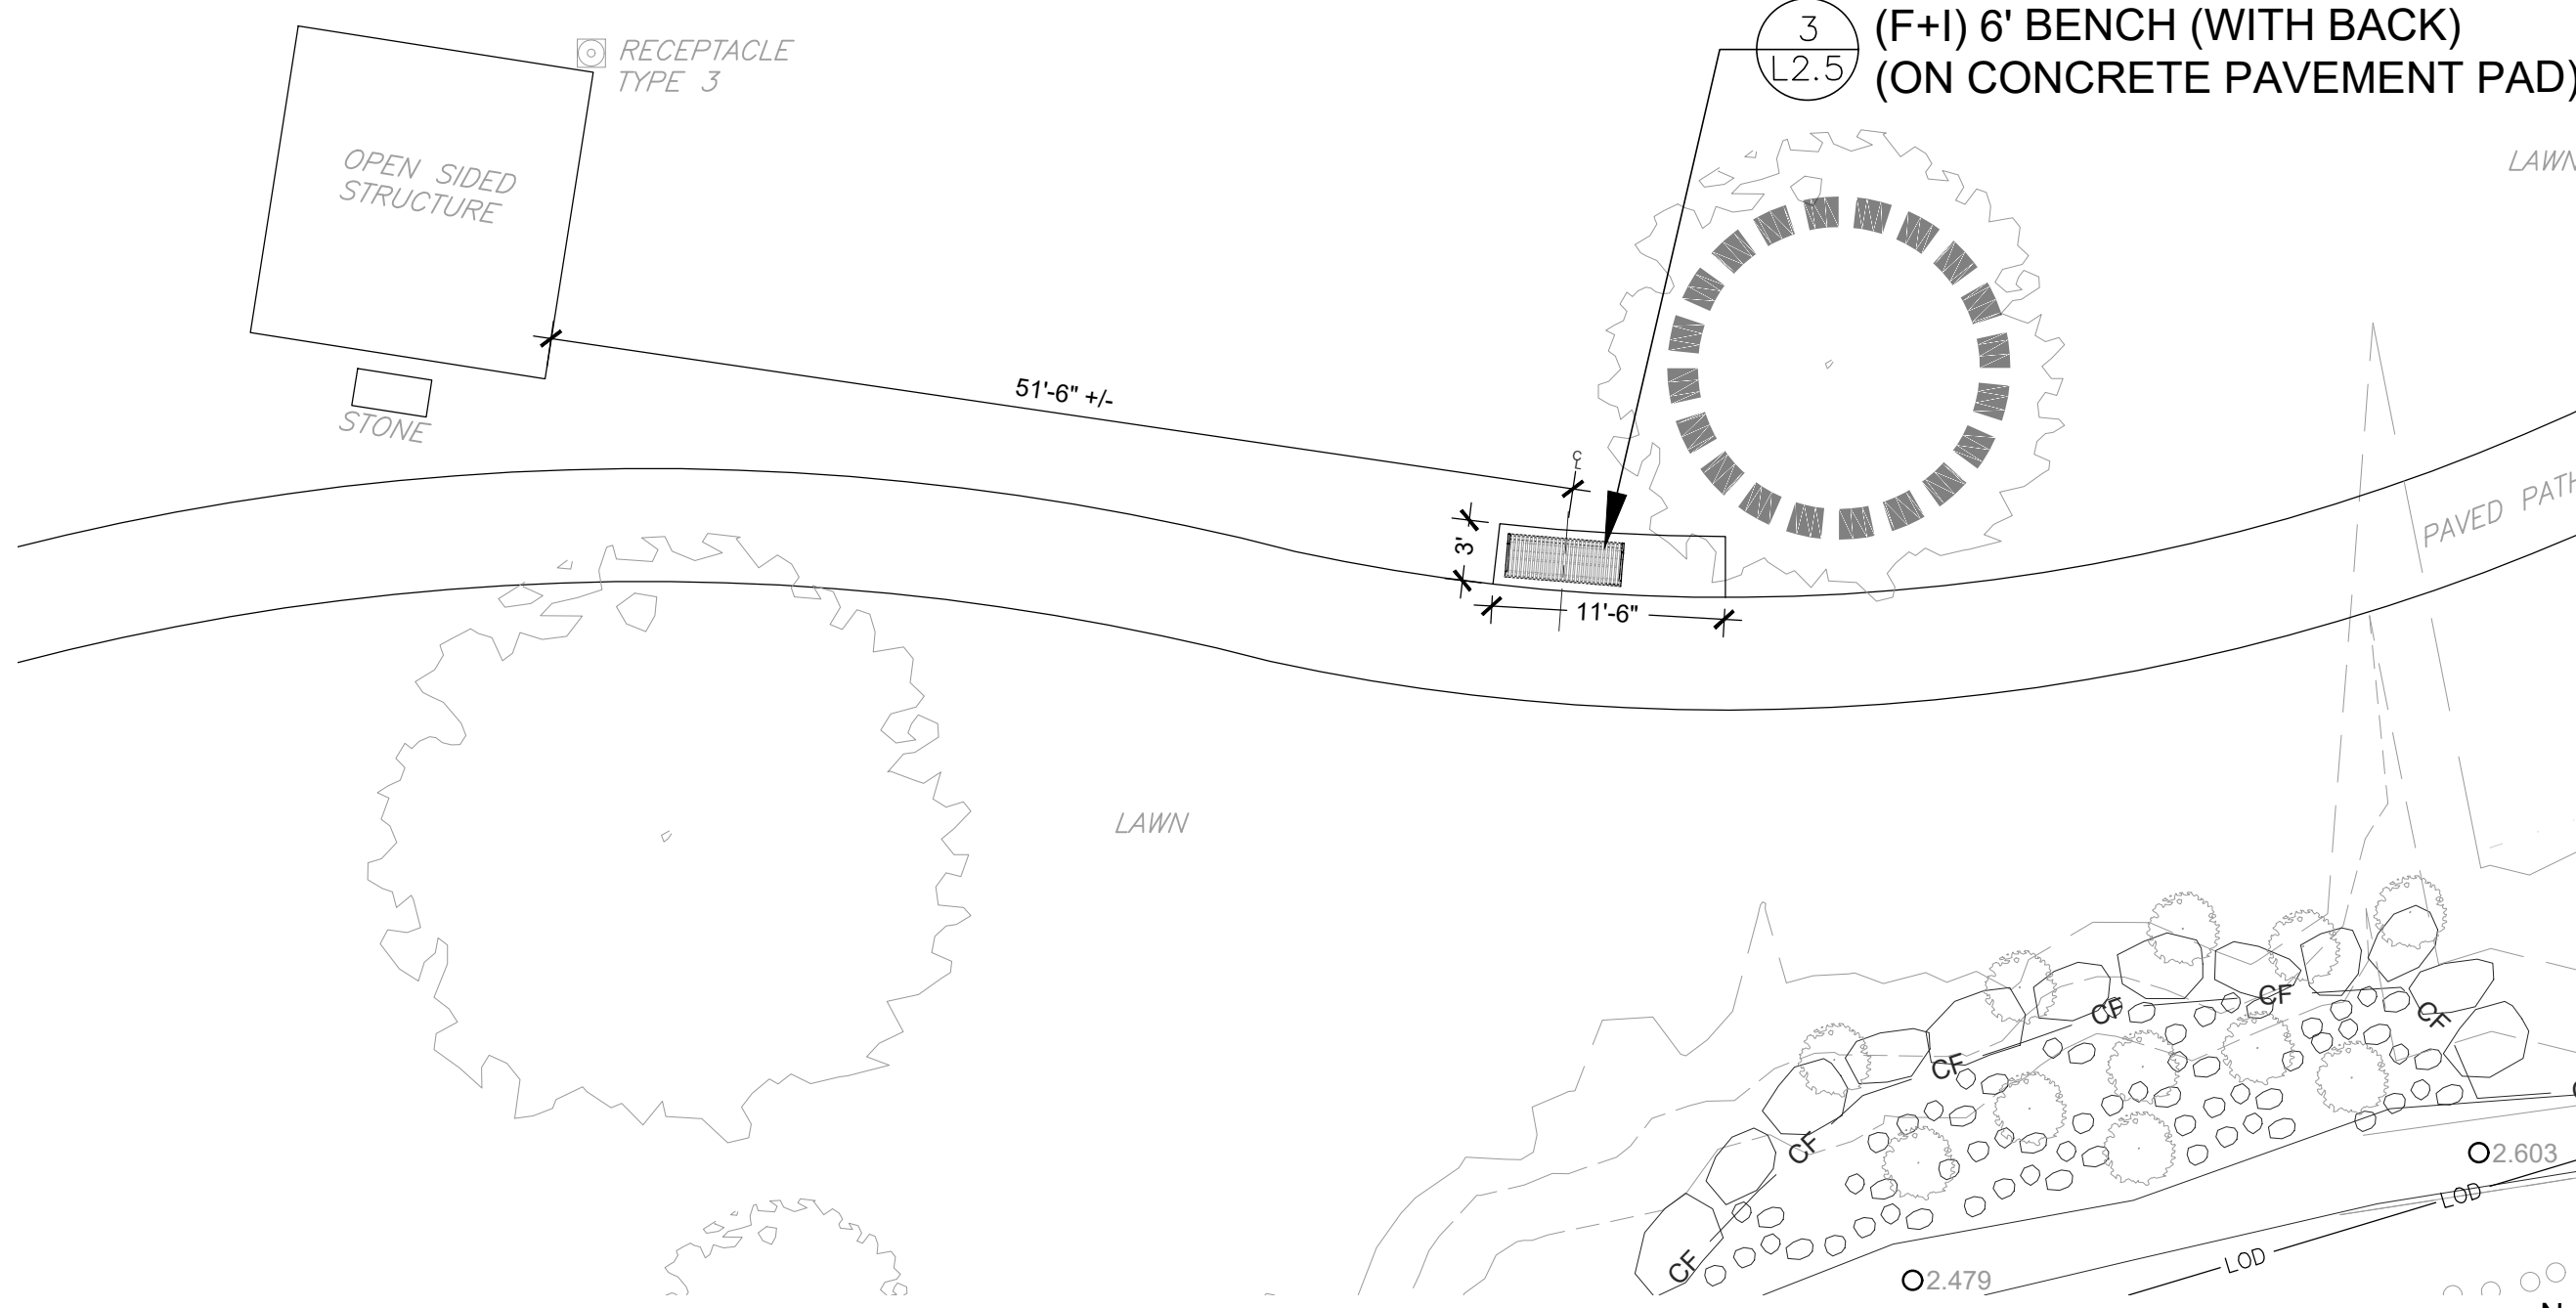 3
L2.5
(F+I) 6' BENCH (WITH BACK)
(ON CONCRETE PAVEMENT PAD)
RECEPTACLE
TYPE 3
OPEN SIDED
STRUCTURE
LAWN
STONE
51'-6" +/-
CL
3'
11'-6"
PAVED PATH
LAWN
CF
CF
CF
CF
CF
CF
2.603
LOD
LOD
2.479